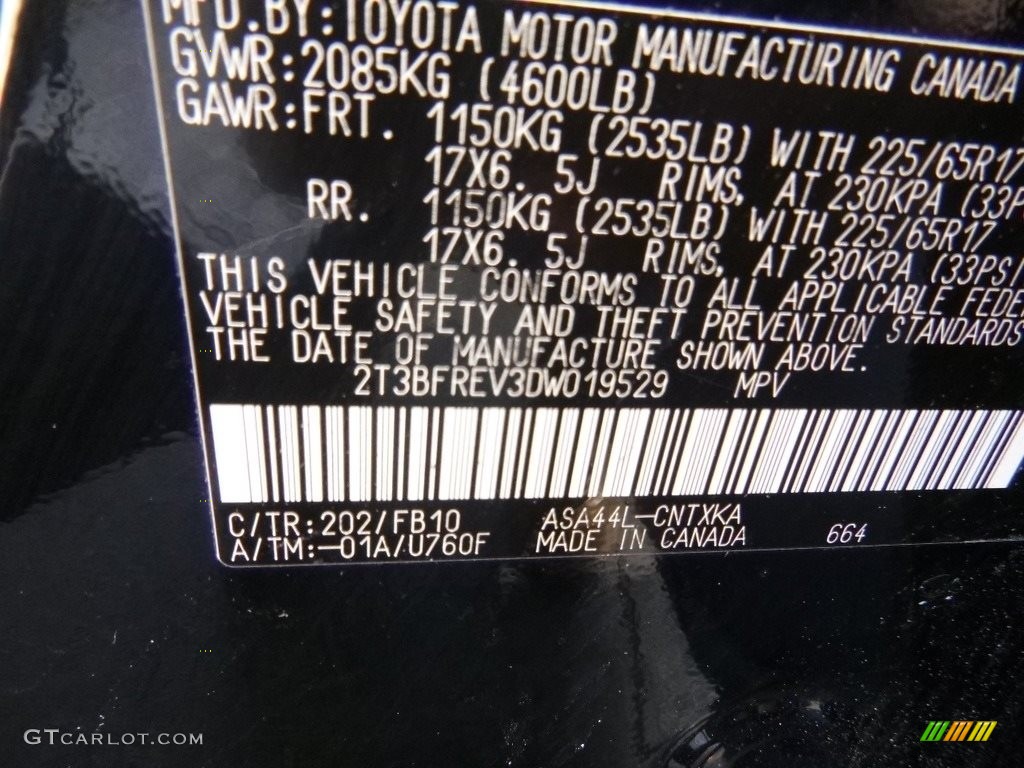 MFD.BY:TOYOTA MOTOR MANUFACTURING CANADA
GVWR:2085KG (4600LB)
GAWR:FRT. 1150KG (2535LB) WITH 225/65R17
17X6. 5J RIMS, AT 230KPA (33P
RR. 1150KG (2535LB) WITH 225/65R17
17X6. 5J RIMS, AT 230KPA (33PSI
THIS VEHICLE CONFORMS TO ALL APPLICABLE FEDE
VEHICLE SAFETY AND THEFT PREVENTION STANDARDS
THE DATE OF MANUFACTURE SHOWN ABOVE.
2T3BFREV3DW019529 MPV
C/TR:202/FB10 ASA44L-CNTXKA
A/TM:-01A/U760F MADE IN CANADA 664
GTCARLOT.COM